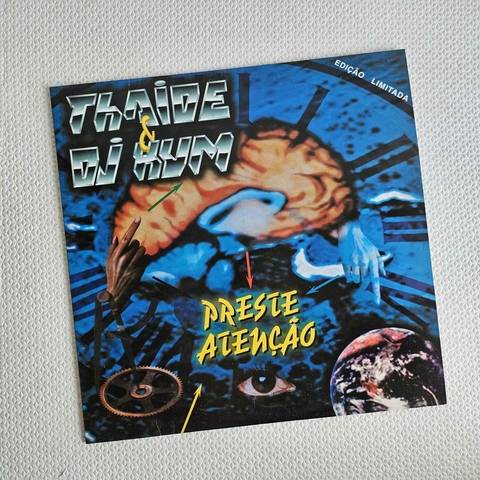 THAIDE
&
DJ HUM
EDIÇÃO LIMITADA
PRESTE
ATENÇÃO